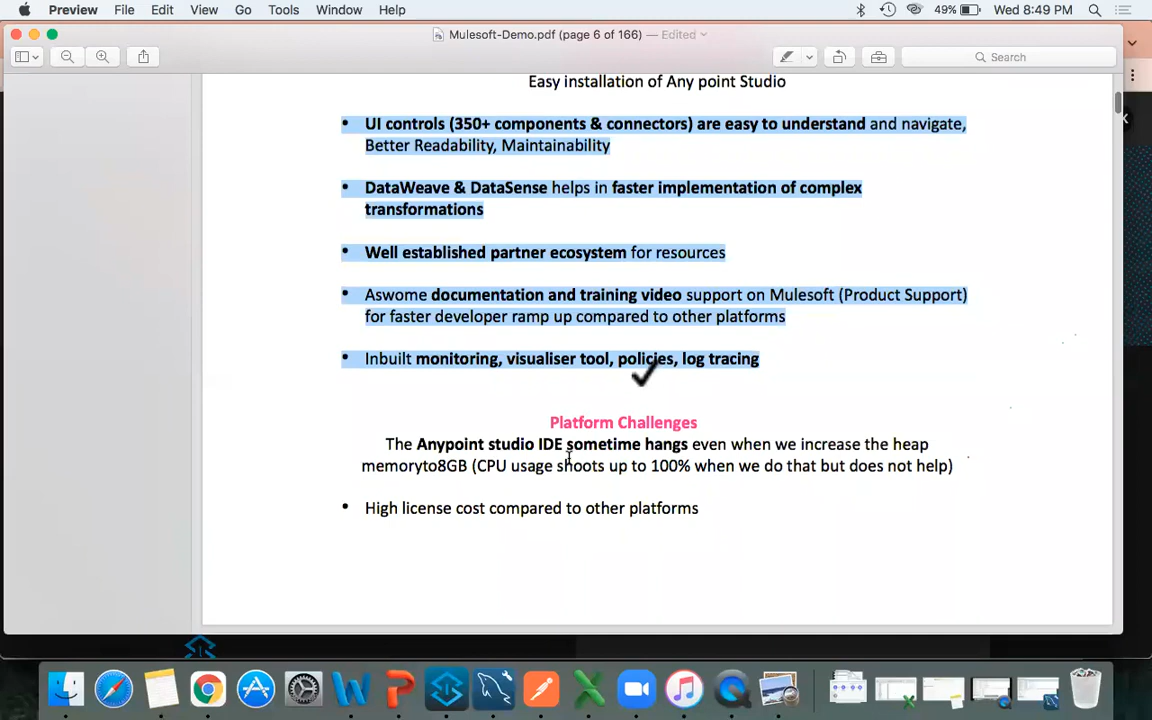 Preview File Edit View Go Tools Window Help 49% Wed 8:49 PM
Mulesoft-Demo.pdf (page 6 of 166) — Edited
Search
Easy installation of Any point Studio
• UI controls (350+ components & connectors) are easy to understand and navigate,
Better Readability, Maintainability
• DataWeave & DataSense helps in faster implementation of complex
transformations
• Well established partner ecosystem for resources
• Aswome documentation and training video support on Mulesoft (Product Support)
for faster developer ramp up compared to other platforms
• Inbuilt monitoring, visualiser tool, policies, log tracing
Platform Challenges
The Anypoint studio IDE sometime hangs even when we increase the heap
memoryto8GB (CPU usage shoots up to 100% when we do that but does not help)
• High license cost compared to other platforms